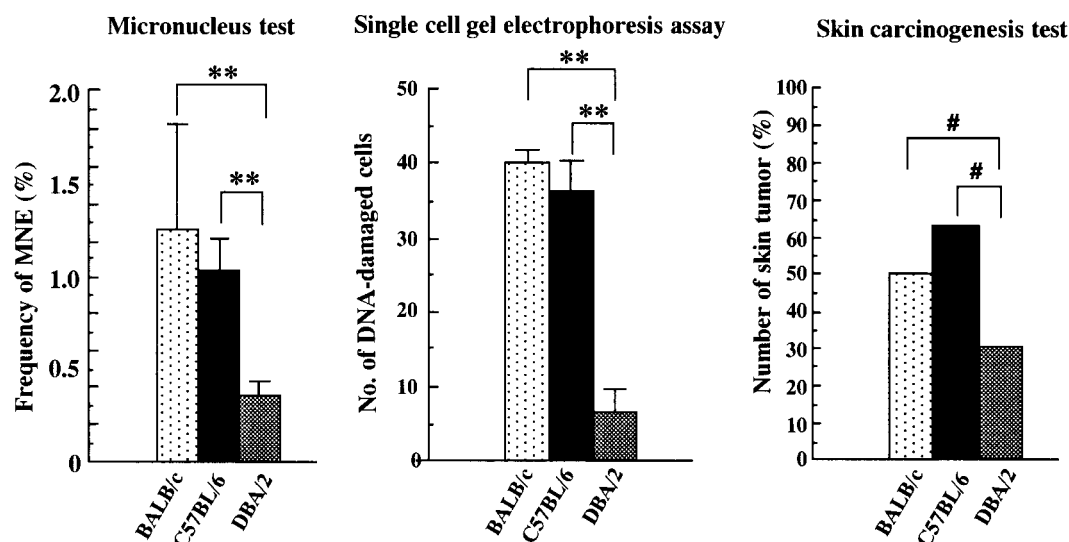 Micronucleus test
Frequency of MNE (%)
2.0
1.5
1.0
0.5
0
**
**
BALB/c
C57BL/6
DBA/2
Single cell gel electrophoresis assay
No. of DNA-damaged cells
50
40
30
20
10
0
**
**
BALB/c
C57BL/6
DBA/2
Skin carcinogenesis test
Number of skin tumor (%)
100
90
80
70
60
50
40
30
20
10
0
#
#
BALB/c
C57BL/6
DBA/2